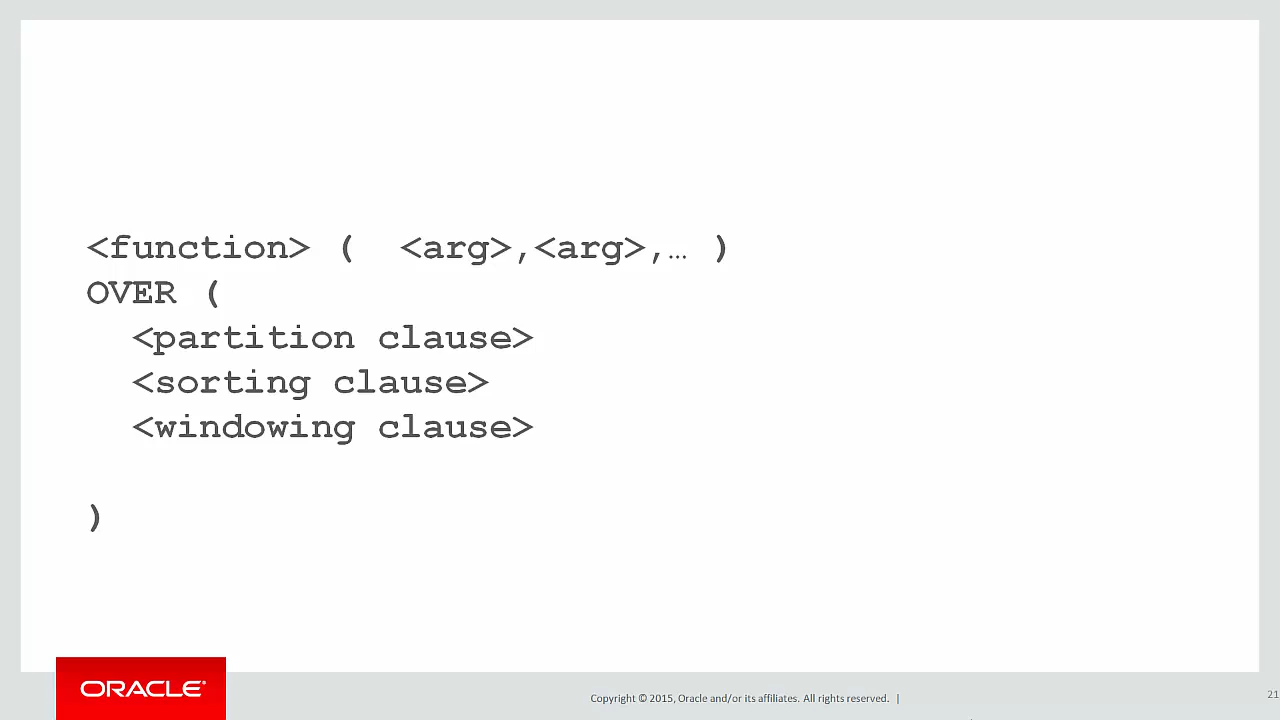 <function> (  <arg>,<arg>,… )
OVER (
  <partition clause>
  <sorting clause>
  <windowing clause>
)
ORACLE®
Copyright © 2015, Oracle and/or its affiliates. All rights reserved. |
21